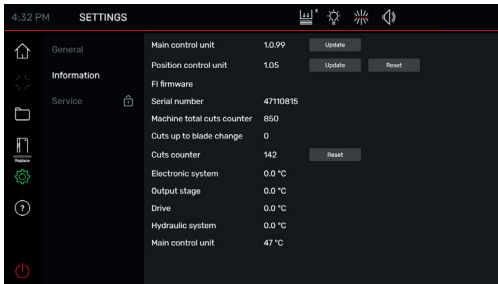 4:32 PM SETTINGS
General
Information
Service
Replace
?
Main control unit 1.0.99 Update
Position control unit 1.05 Update Reset
FI firmware
Serial number 47110815
Machine total cuts counter 850
Cuts up to blade change 0
Cuts counter 142 Reset
Electronic system 0.0 °C
Output stage 0.0 °C
Drive 0.0 °C
Hydraulic system 0.0 °C
Main control unit 47 °C